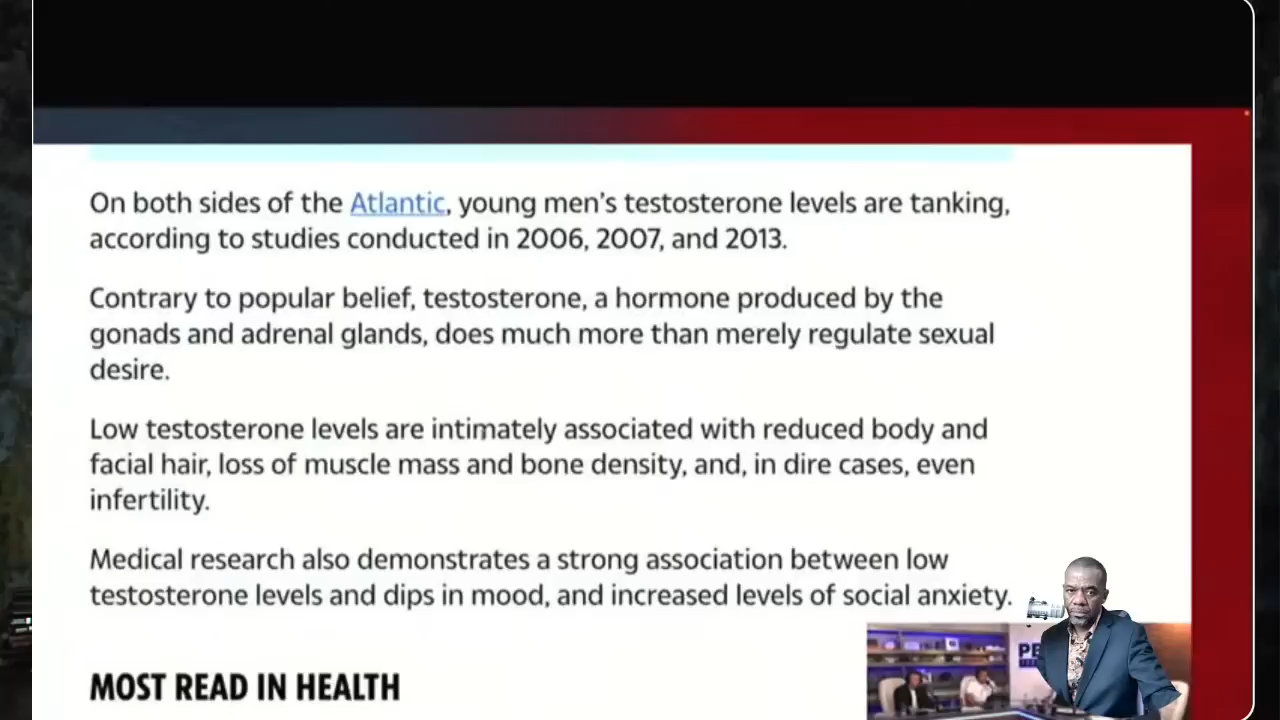 On both sides of the Atlantic, young men’s testosterone levels are tanking,
according to studies conducted in 2006, 2007, and 2013.
Contrary to popular belief, testosterone, a hormone produced by the
gonads and adrenal glands, does much more than merely regulate sexual
desire.
Low testosterone levels are intimately associated with reduced body and
facial hair, loss of muscle mass and bone density, and, in dire cases, even
infertility.
Medical research also demonstrates a strong association between low
testosterone levels and dips in mood, and increased levels of social anxiety.
MOST READ IN HEALTH